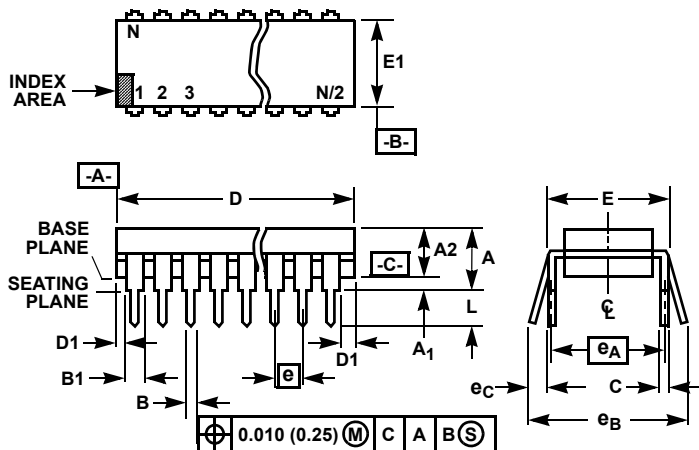 N
E1
INDEX
AREA
1 2 3 N/2
-B-
-A-
D
E
BASE
PLANE
A2
A
-C-
SEATING
PLANE
L
C
L
D1
A1
D1
eA
B1
e
eC
C
B
eB
0.010 (0.25) M C A B S